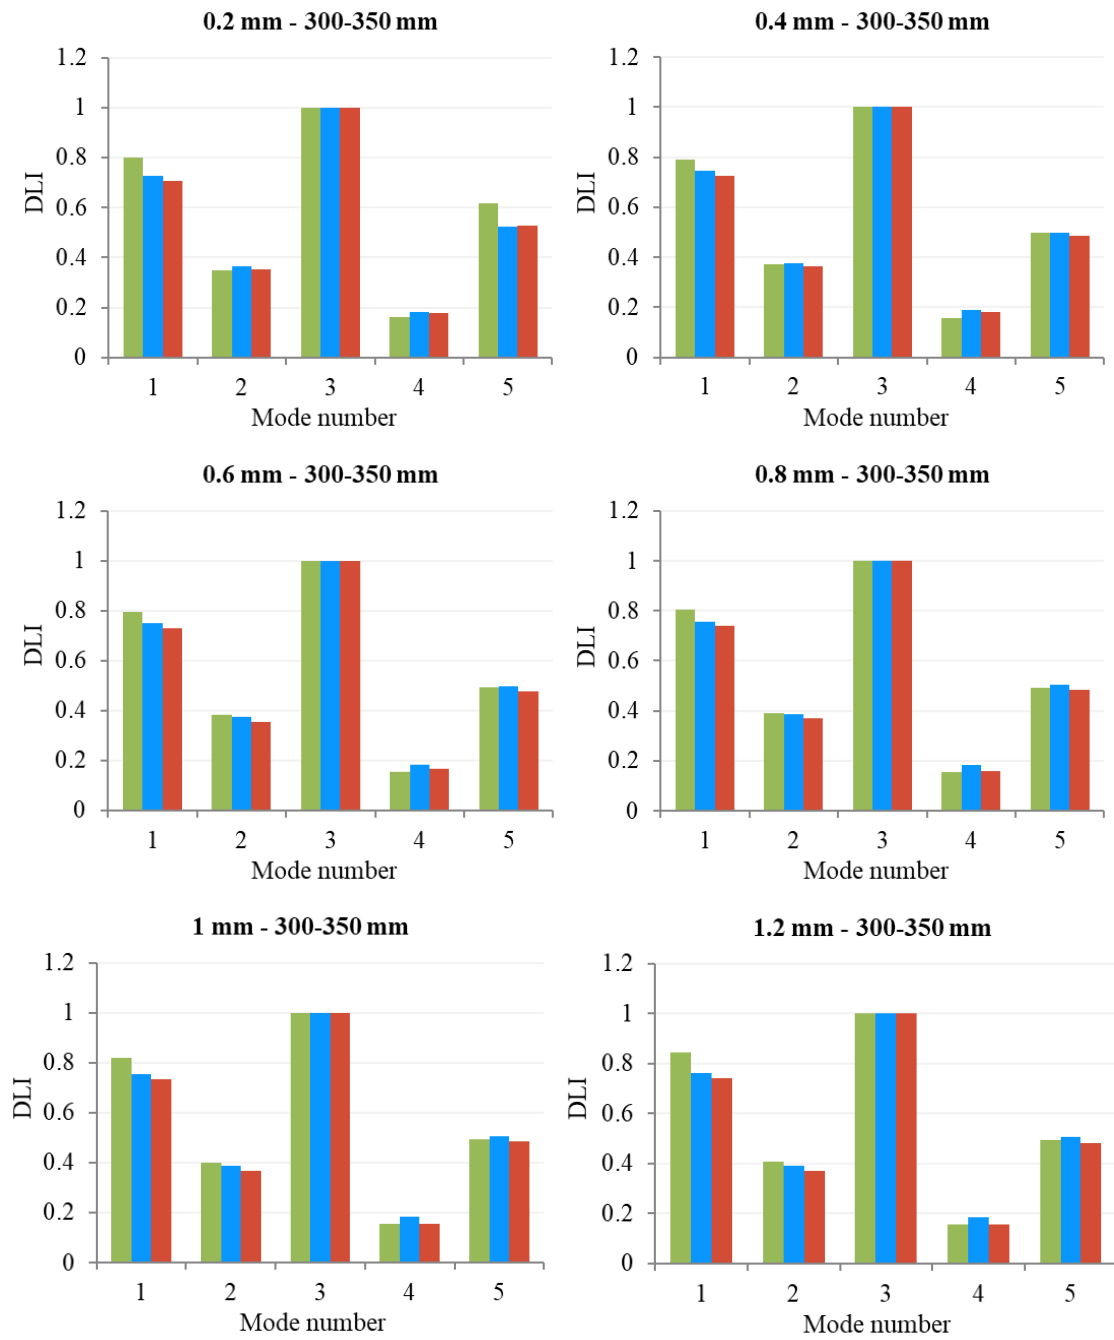 0.2 mm - 300-350 mm
1.2
1
0.8
0.6
0.4
0.2
0
DLI
1 2 3 4 5
Mode number
0.4 mm - 300-350 mm
1.2
1
0.8
0.6
0.4
0.2
0
DLI
1 2 3 4 5
Mode number
0.6 mm - 300-350 mm
1.2
1
0.8
0.6
0.4
0.2
0
DLI
1 2 3 4 5
Mode number
0.8 mm - 300-350 mm
1.2
1
0.8
0.6
0.4
0.2
0
DLI
1 2 3 4 5
Mode number
1 mm - 300-350 mm
1.2
1
0.8
0.6
0.4
0.2
0
DLI
1 2 3 4 5
Mode number
1.2 mm - 300-350 mm
1.2
1
0.8
0.6
0.4
0.2
0
DLI
1 2 3 4 5
Mode number